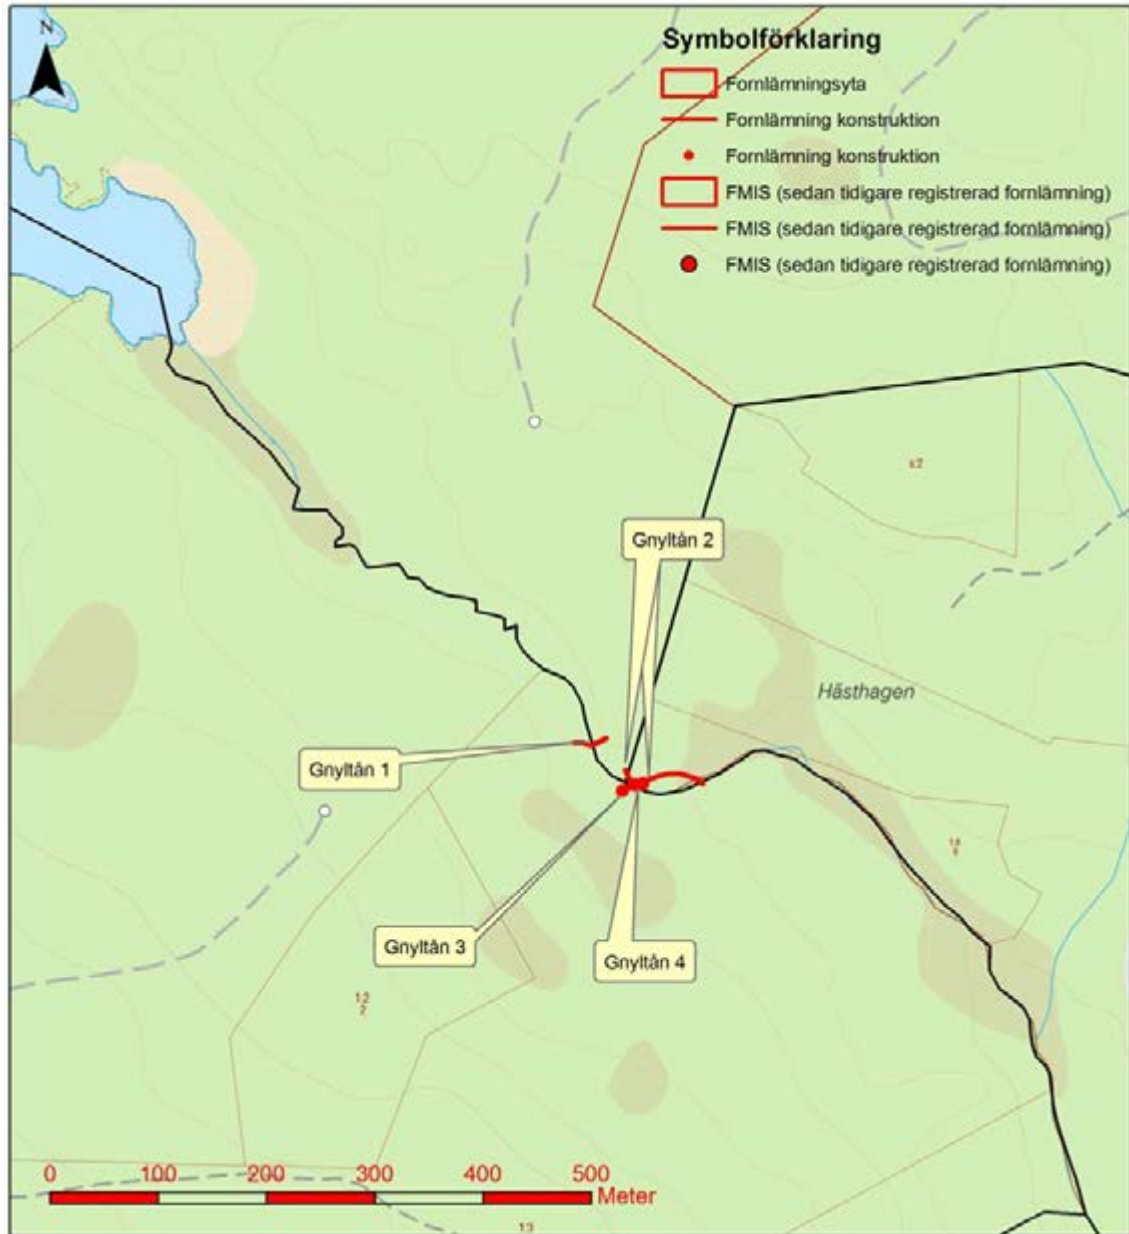 N
Symbolförklaring
Fornlämningsyta
Fornlämning konstruktion
Fornlämning konstruktion
FMIS (sedan tidigare registrerad fornlämning)
FMIS (sedan tidigare registrerad fornlämning)
FMIS (sedan tidigare registrerad fornlämning)
Gnyltån 2
Hästhagen
Gnyltån 1
Gnyltån 3
Gnyltån 4
0 100 200 300 400 500
Meter